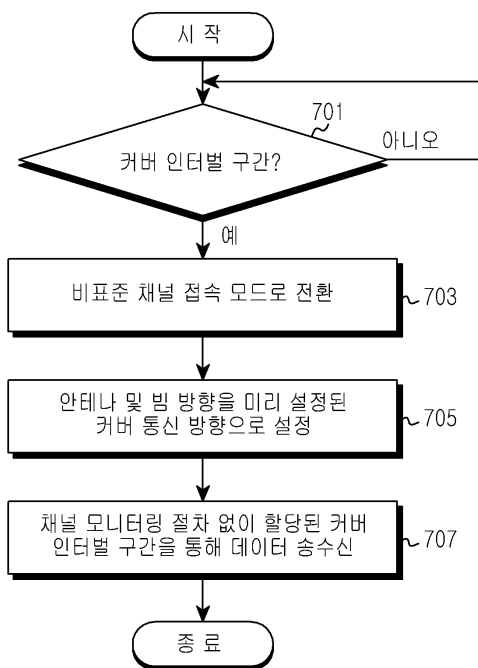 시 작
701
아니오
커버 인터벌 구간?
예
비표준 채널 접속 모드로 전환
703
안테나 및 빔 방향을 미리 설정된
커버 통신 방향으로 설정
705
채널 모니터링 절차 없이 할당된 커버
인터벌 구간을 통해 데이터 송수신
707
종 료